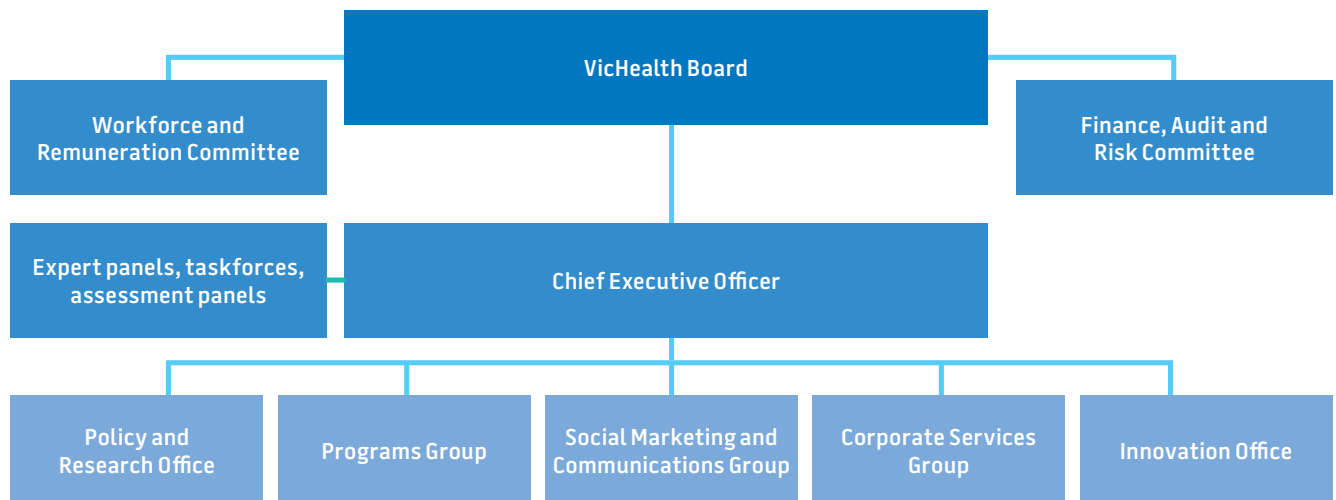 VicHealth Board
Workforce and
Remuneration Committee
Finance, Audit and
Risk Committee
Expert panels, taskforces,
assessment panels
Chief Executive Officer
Policy and
Research Office
Programs Group
Social Marketing and
Communications Group
Corporate Services
Group
Innovation Office